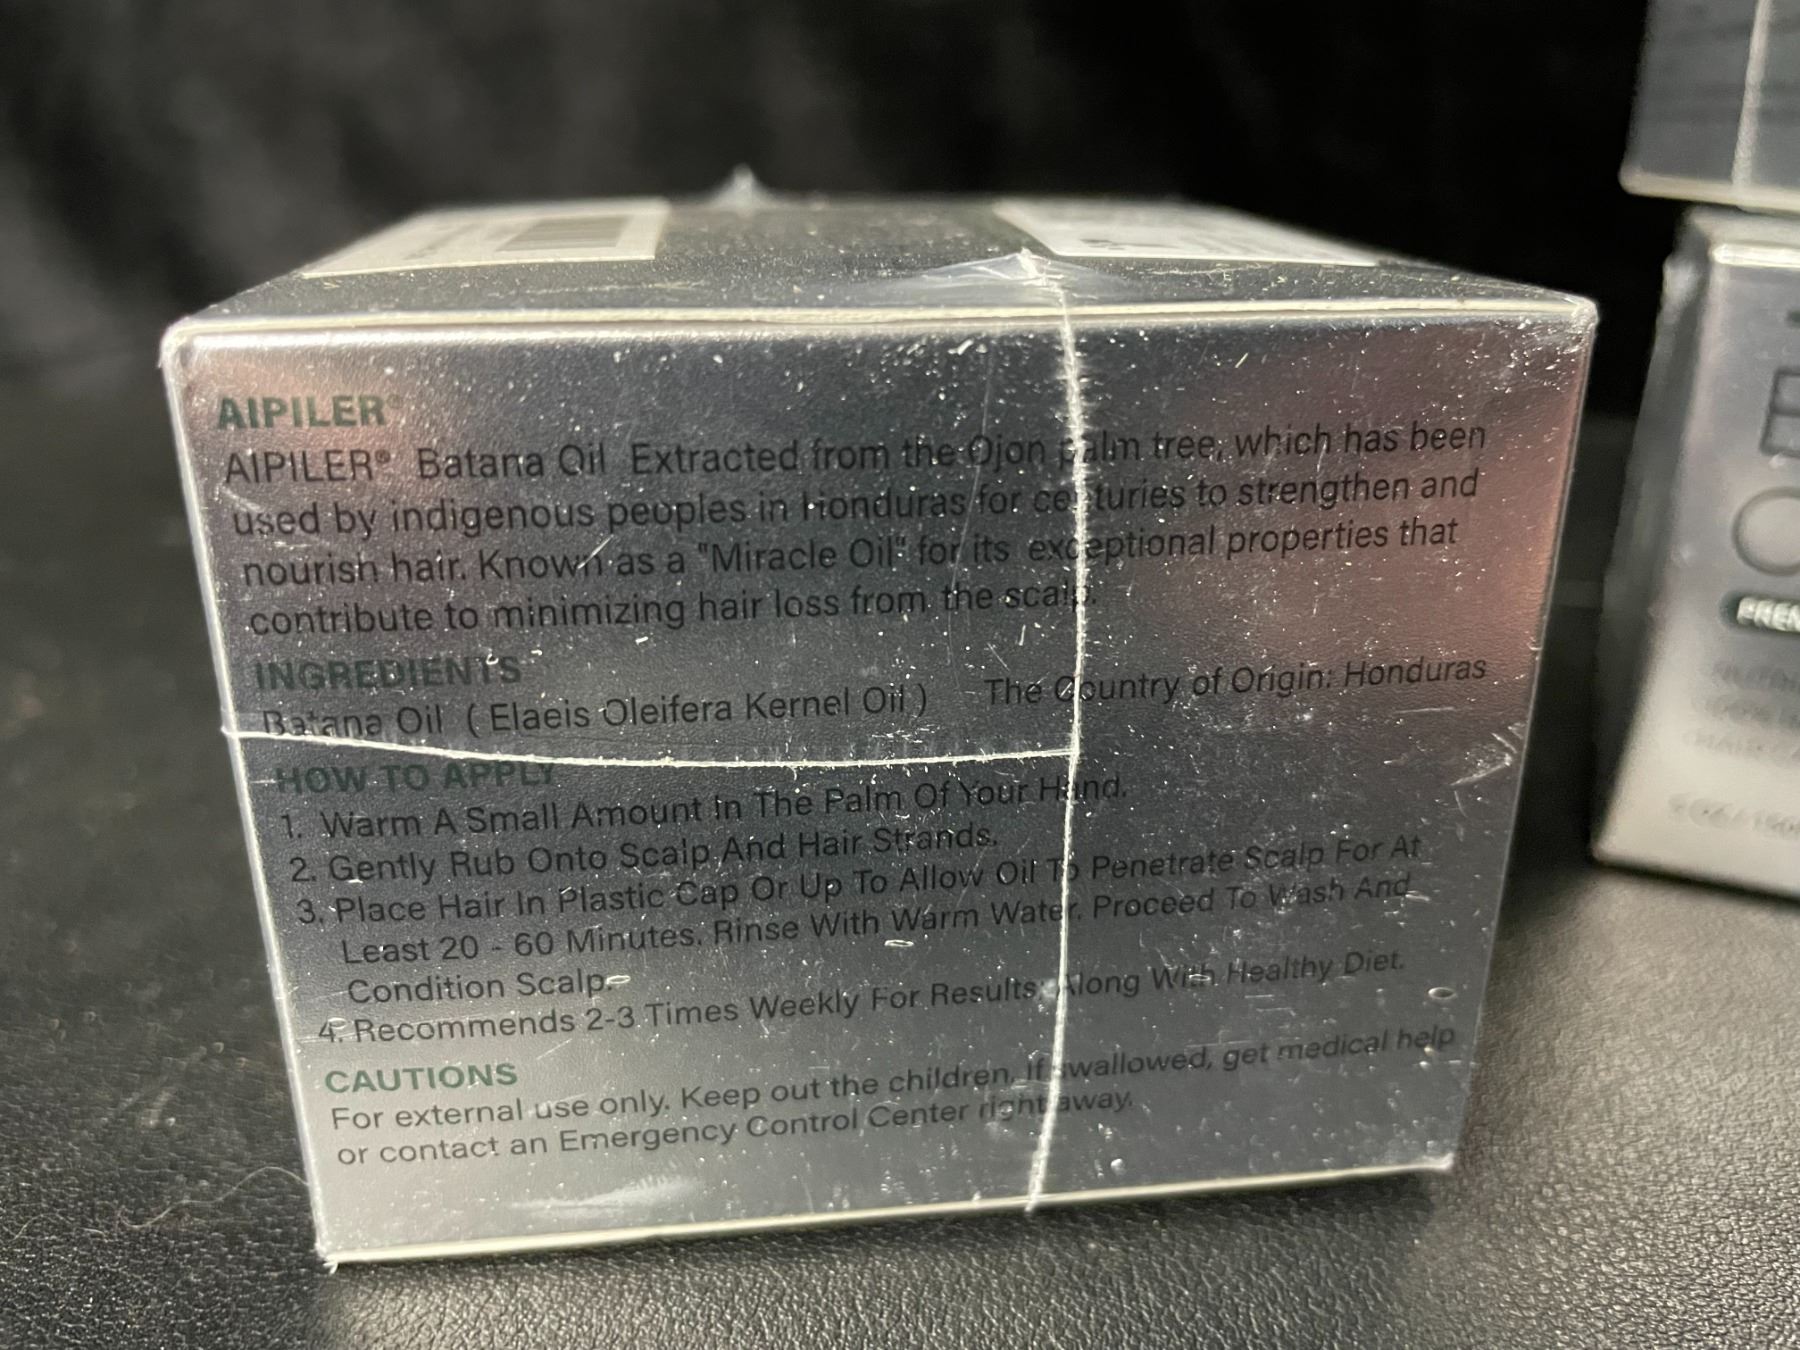 AIPILER®
AIPILER® Batana Oil Extracted from the Ojon palm tree, which has been
used by indigenous peoples in Honduras for centuries to strengthen and
nourish hair. Known as a "Miracle Oil" for its exceptional properties that
contribute to minimizing hair loss from the scalp.
INGREDIENTS
Batana Oil ( Elaeis Oleifera Kernel Oil ) The Country of Origin: Honduras
HOW TO APPLY
1. Warm A Small Amount In The Palm Of Your Hand.
2. Gently Rub Onto Scalp And Hair Strands.
3. Place Hair In Plastic Cap Or Up To Allow Oil To Penetrate Scalp For At
Least 20 - 60 Minutes. Rinse With Warm Water. Proceed To Wash And
Condition Scalp.
4. Recommends 2-3 Times Weekly For Results, Along With Healthy Diet.
CAUTIONS
For external use only. Keep out the children. If swallowed, get medical help
or contact an Emergency Control Center right away.